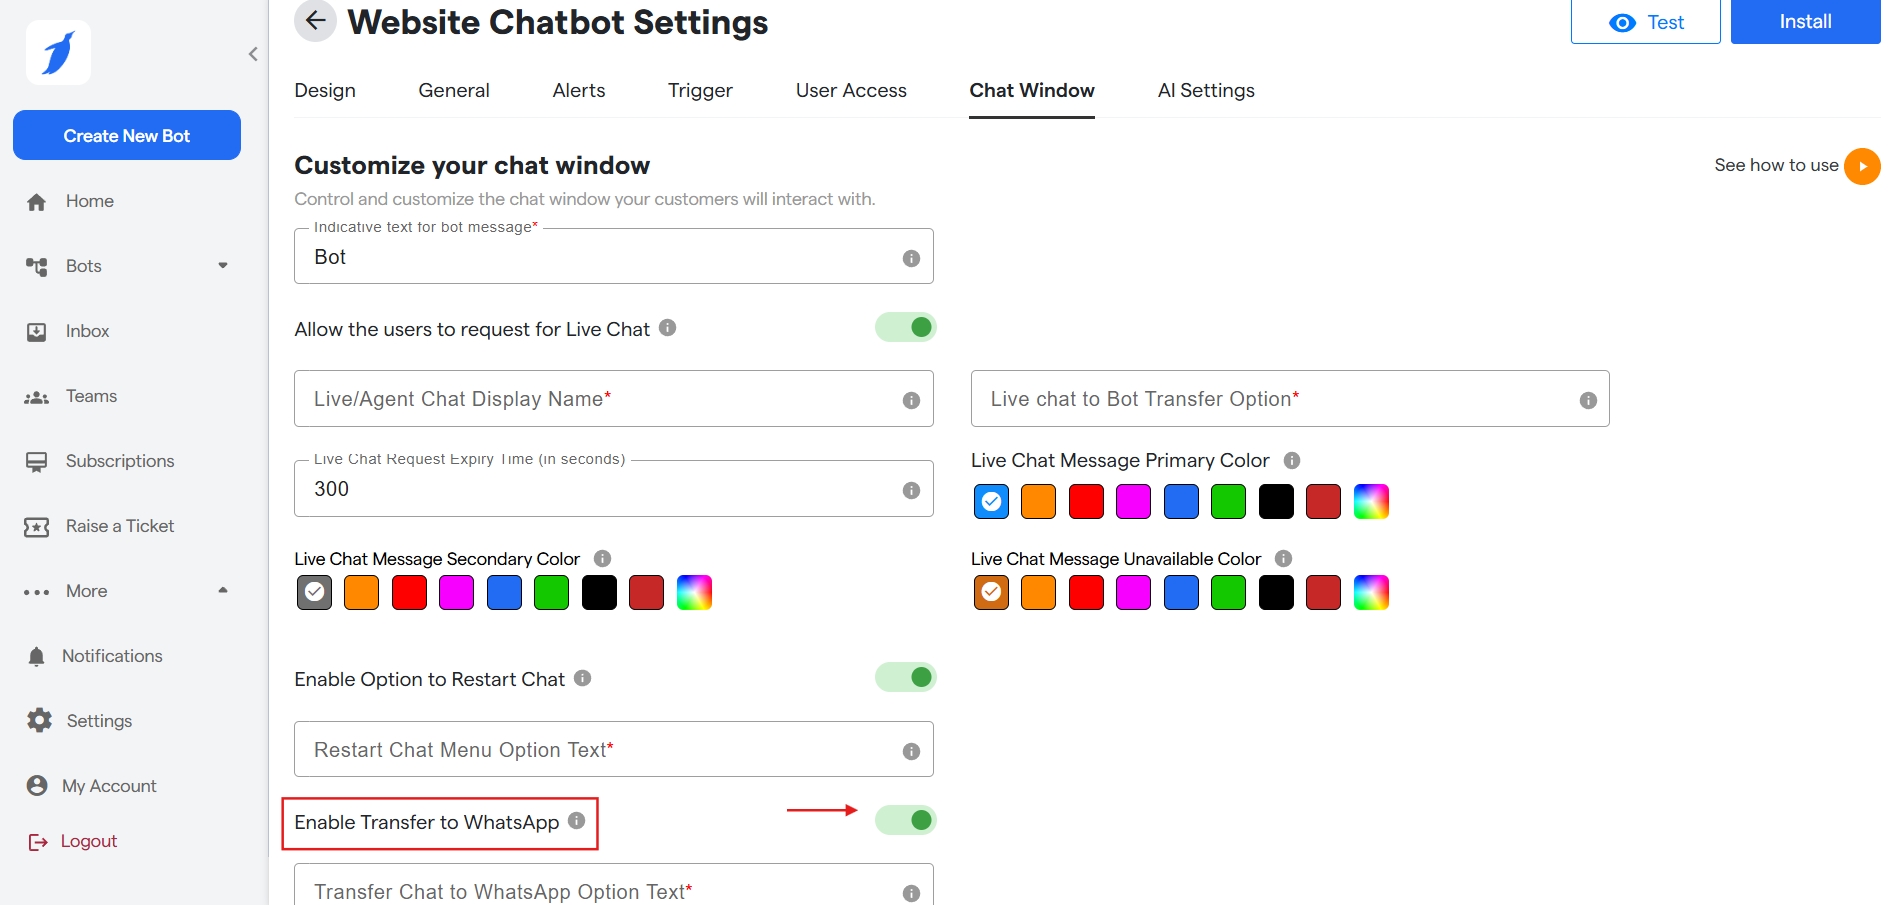 Website Chatbot Settings
Test
Install
Create New Bot
Home
Bots
Inbox
Teams
Subscriptions
Raise a Ticket
More
Notifications
Settings
My Account
Logout
Design General Alerts Trigger User Access Chat Window AI Settings
Customize your chat window
See how to use
Control and customize the chat window your customers will interact with.
Indicative text for bot message*
Bot
Allow the users to request for Live Chat
Live/Agent Chat Display Name*
Live chat to Bot Transfer Option*
Live Chat Request Expiry Time (in seconds)
300
Live Chat Message Primary Color
Live Chat Message Secondary Color
Live Chat Message Unavailable Color
Enable Option to Restart Chat
Restart Chat Menu Option Text*
Enable Transfer to WhatsApp
Transfer Chat to WhatsApp Option Text*